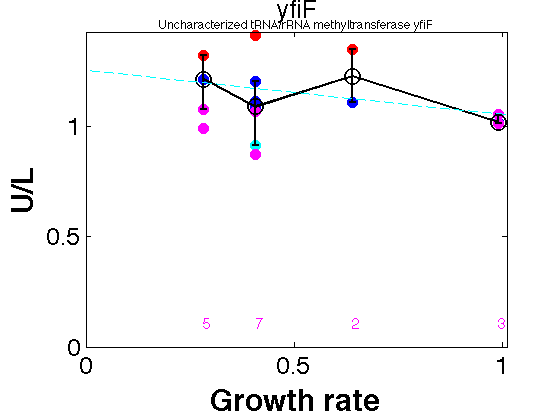 yfiF
Uncharacterized tRNA/rRNA methyltransferase yfiF
U/L
1
0.5
0
5 7 2 3
0 0.5 1
Growth rate